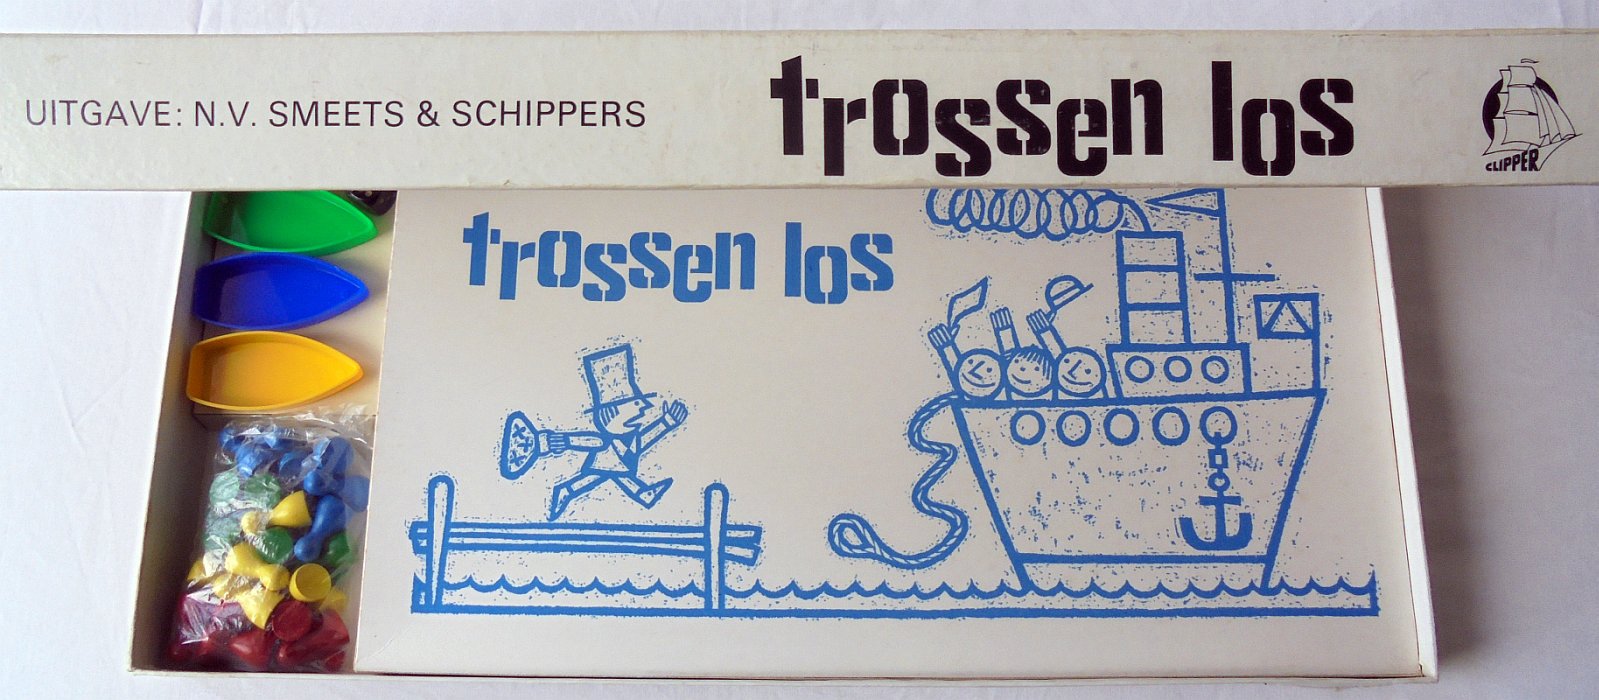 UITGAVE: N.V. SMEETS & SCHIPPERS
trossen los
CLIPPER
trossen los